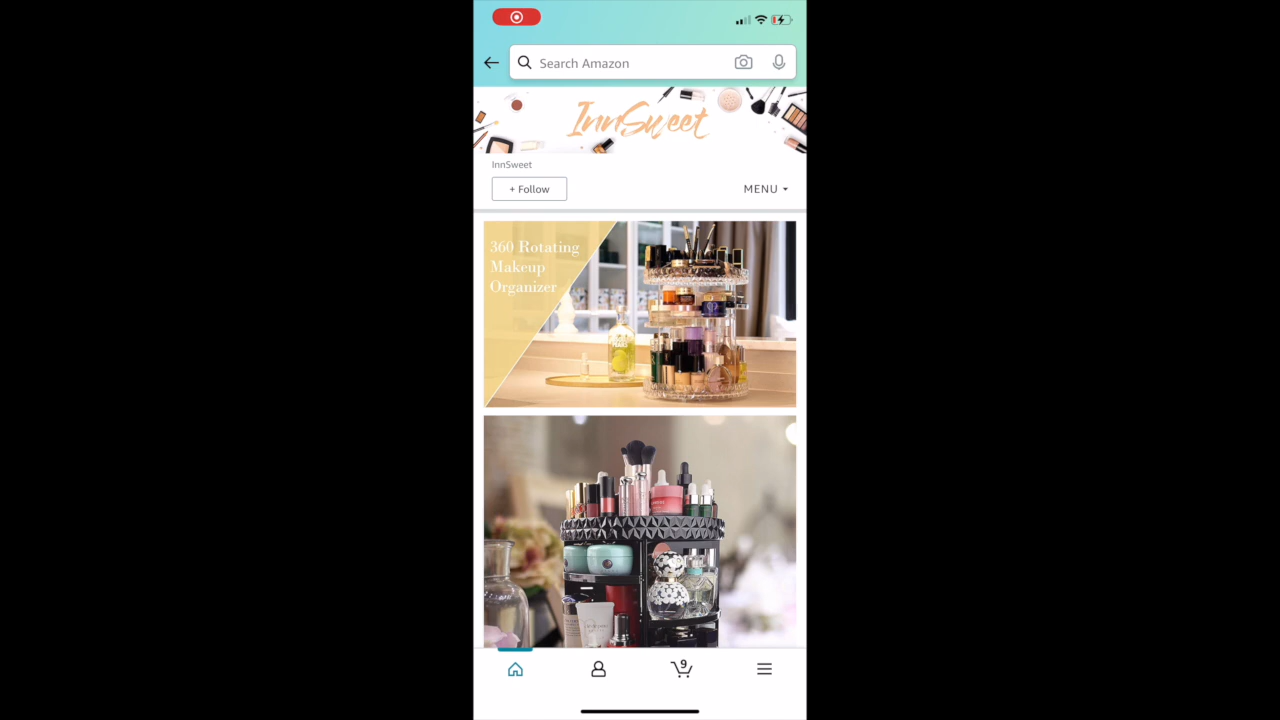 Search Amazon
InnSweet
InnSweet
+ Follow
MENU
360 Rotating
Makeup
Organizer
9